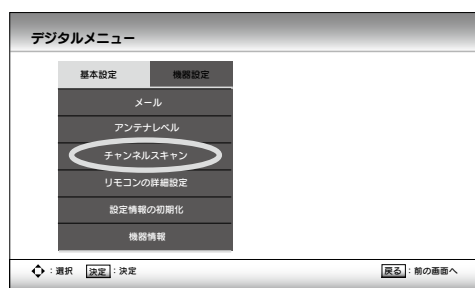 デジタルメニュー
基本設定 機器設定
メール
アンテナレベル
チャンネルスキャン
リモコンの詳細設定
設定情報の初期化
機器情報
：選択 決定：決定 戻る：前の画面へ